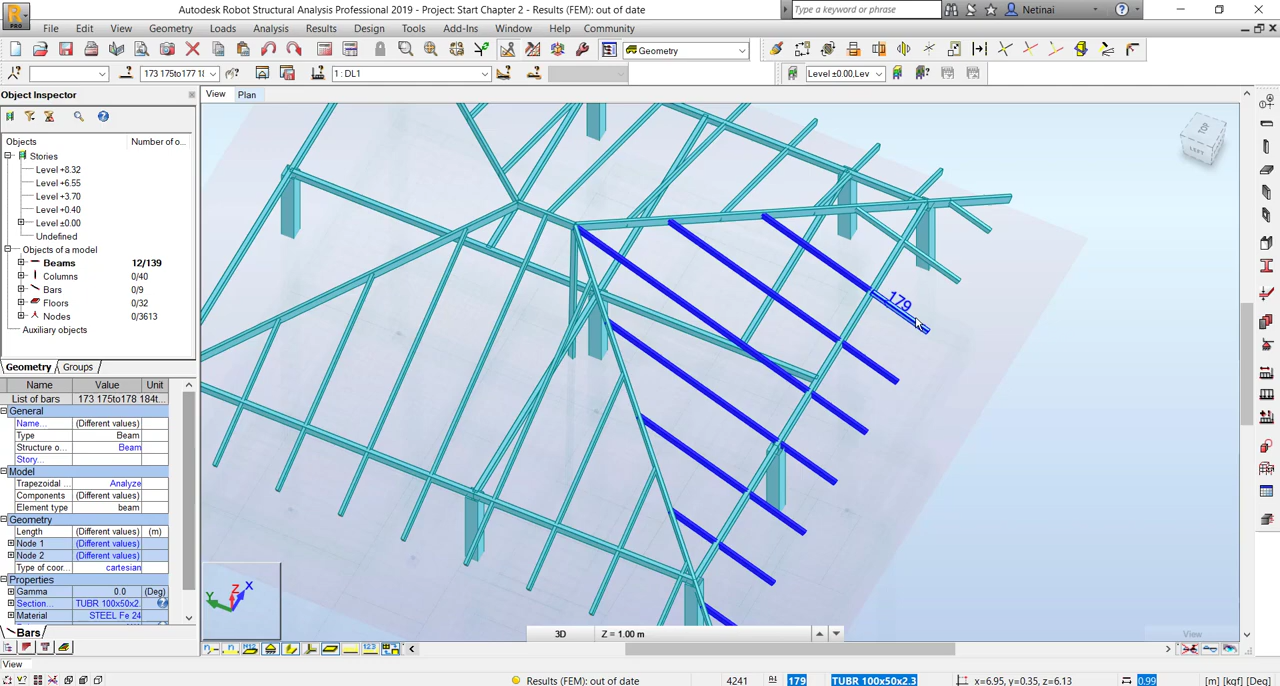 PRO
Autodesk Robot Structural Analysis Professional 2019 - Project: Start Chapter 2 - Results (FEM): out of date
Type a keyword or phrase
Netinai
File Edit View Geometry Loads Analysis Results Design Tools Add-Ins Window Help Community
Geometry
173 175to177 18
1 : DL1
Level ±0.00,Lev
Object Inspector
View Plan
Objects Number of o...
Stories
Level +8.32
Level +6.55
Level +3.70
Level +0.40
Level ±0.00
Undefined
Objects of a model
Beams 12/139
Columns 0/40
Bars 0/9
Floors 0/32
Nodes 0/3613
Auxiliary objects
Geometry Groups
Name Value Unit
List of bars 173 175to178 184t...
General
Name... (Different values)
Type Beam
Structure o... Beam
Story...
Model
Trapezoidal ... Analyze
Components (Different values)
Element type beam
Geometry
Length (Different values) (m)
Node 1 (Different values)
Node 2 (Different values)
Type of coor... cartesian
Properties
Gamma 0.0 (Deg)
Section... TUBR 100x50x2.
Material STEEL Fe 24
Bars
179
TOP
LEFT
Z
X
Y
3D Z = 1.00 m
View
View
Results (FEM): out of date 4241 179 TUBR 100x50x2.3 x=6.95, y=0.35, z=6.13 0.99 [m] [kgf] [Deg]